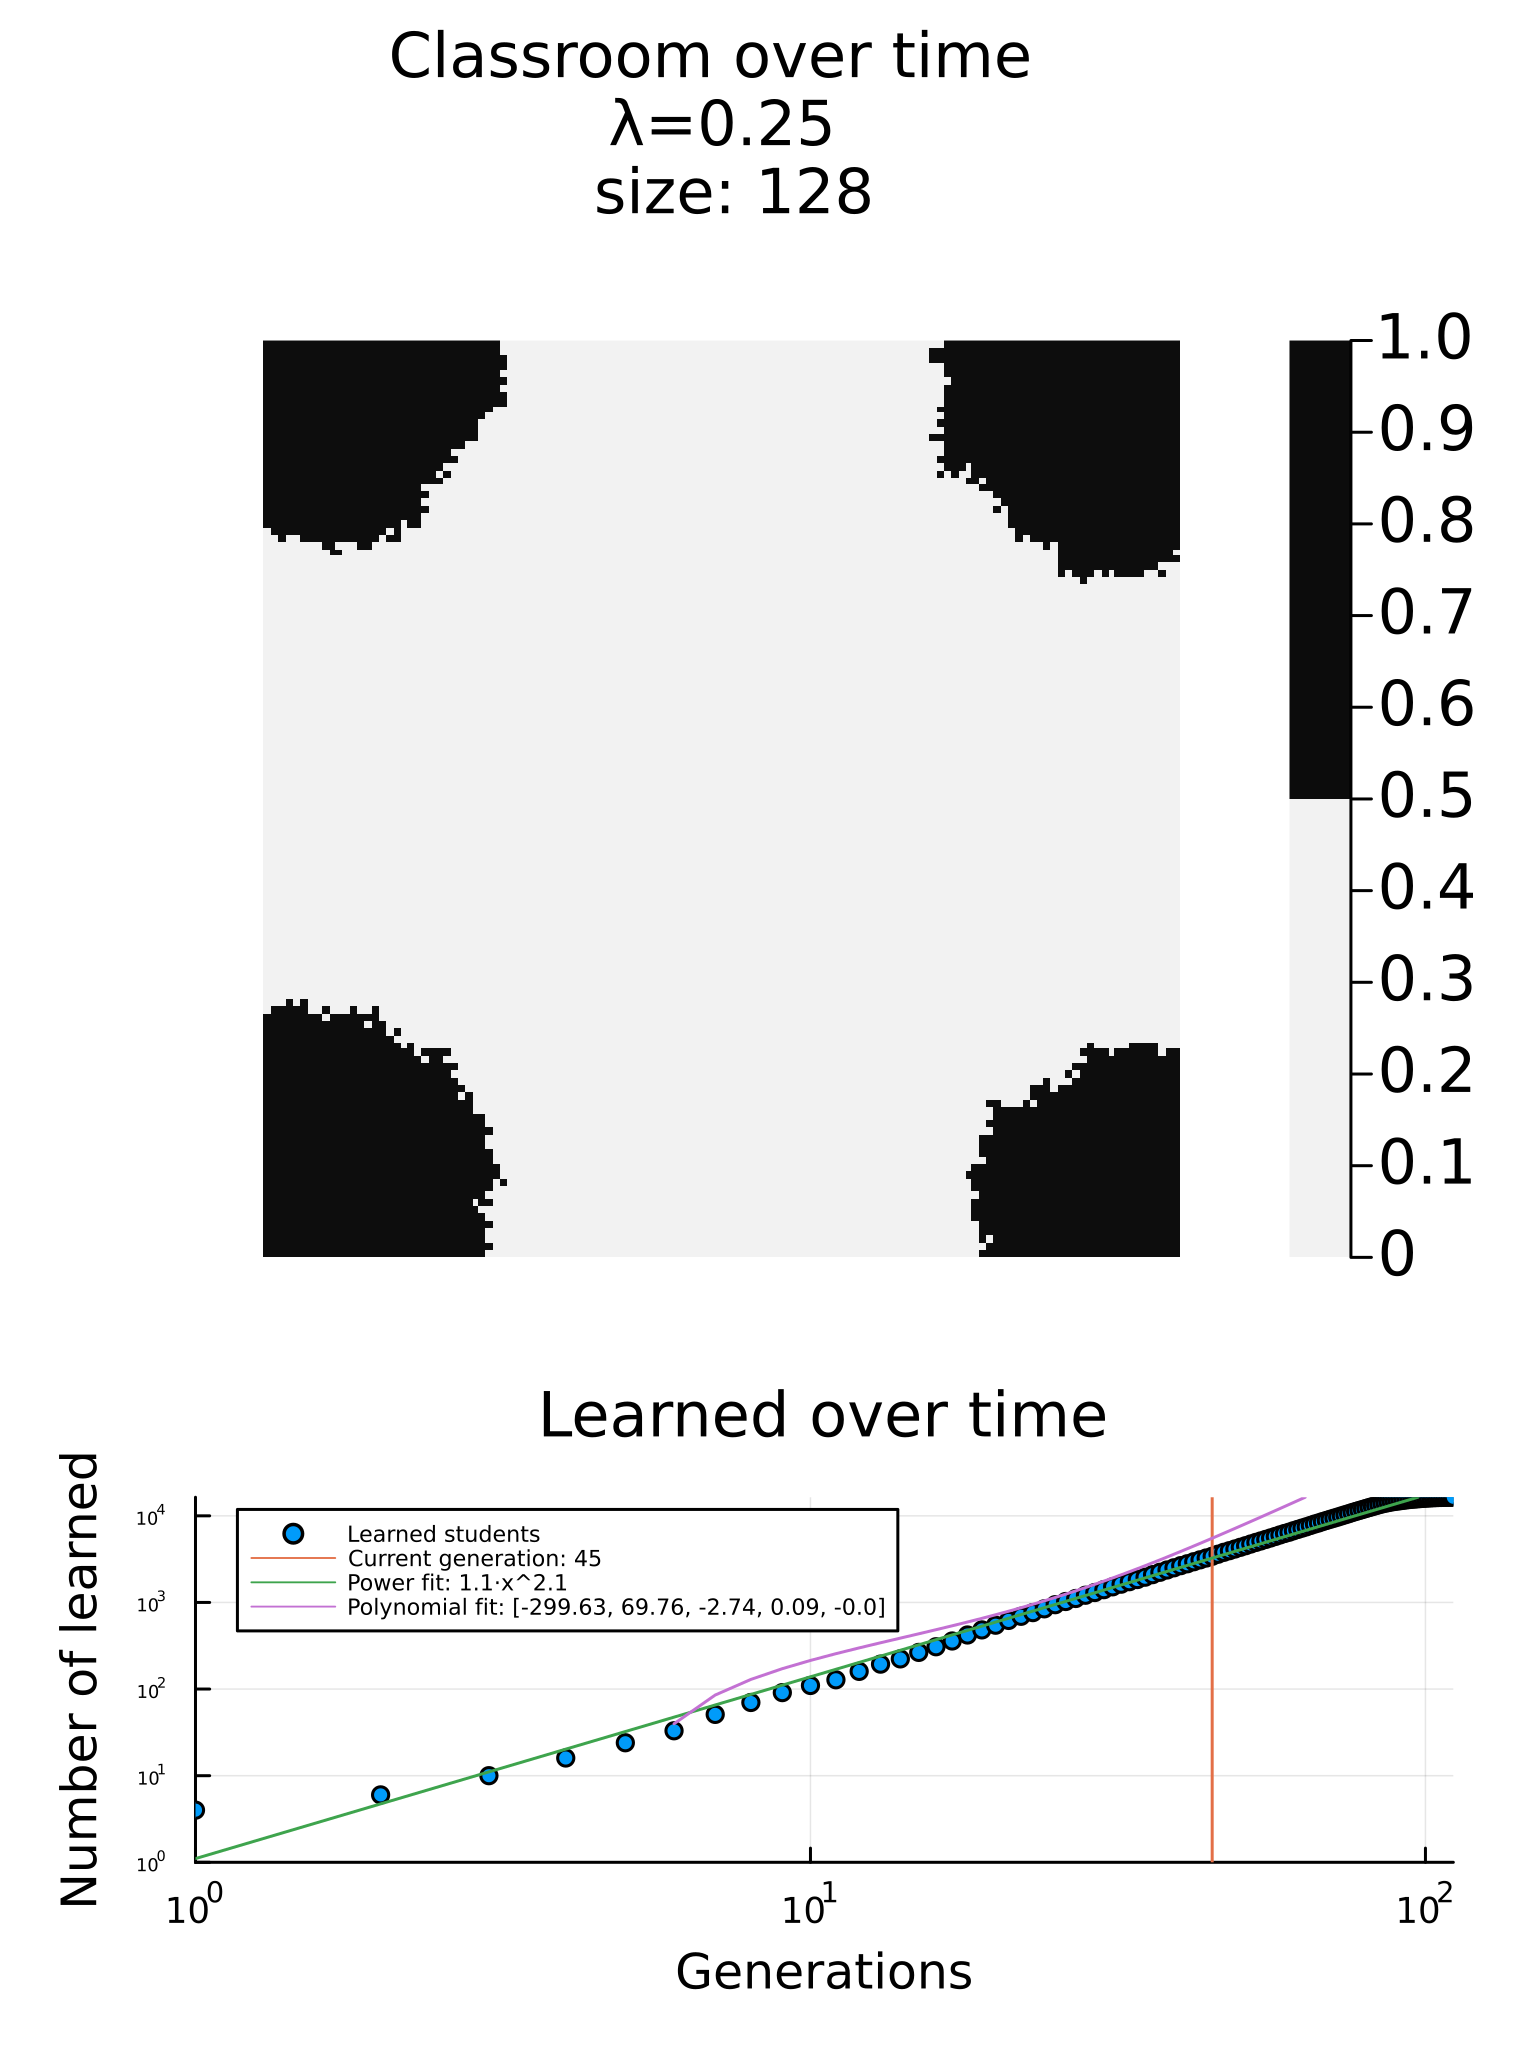 Classroom over time
λ=0.25
size: 128
1.0
0.9
0.8
0.7
0.6
0.5
0.4
0.3
0.2
0.1
0
Learned over time
Number of learned
10^4
10^3
10^2
10^1
10^0
Learned students
Current generation: 45
Power fit: 1.1·x^2.1
Polynomial fit: [-299.63, 69.76, -2.74, 0.09, -0.0]
10^0 10^1 10^2
Generations